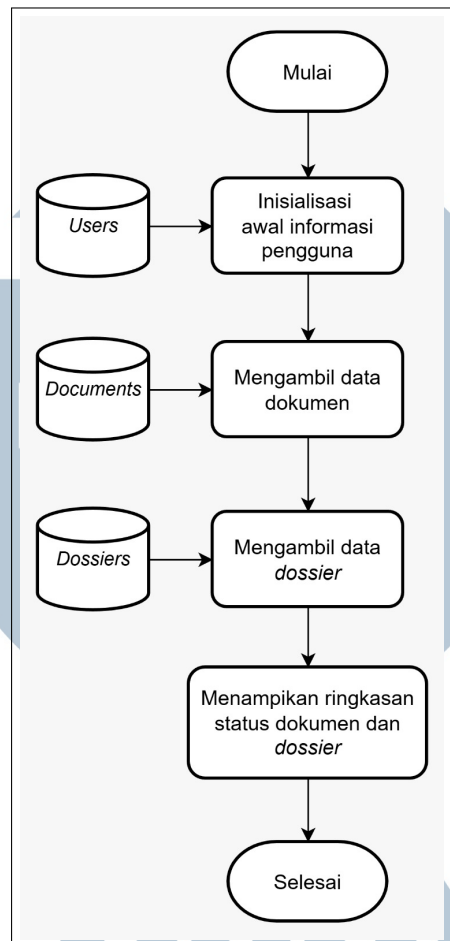 Mulai
Users
Inisialisasi
awal informasi
pengguna
Documents
Mengambil data
dokumen
Dossiers
Mengambil data
dossier
Menampikan ringkasan
status dokumen dan
dossier
Selesai